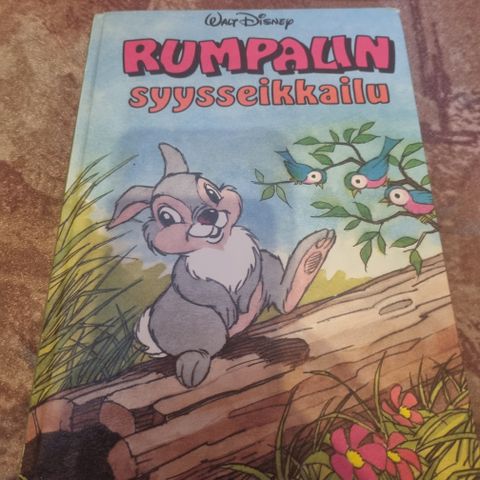 WALT DISNEY
RUMPALIN
syysseikkailu